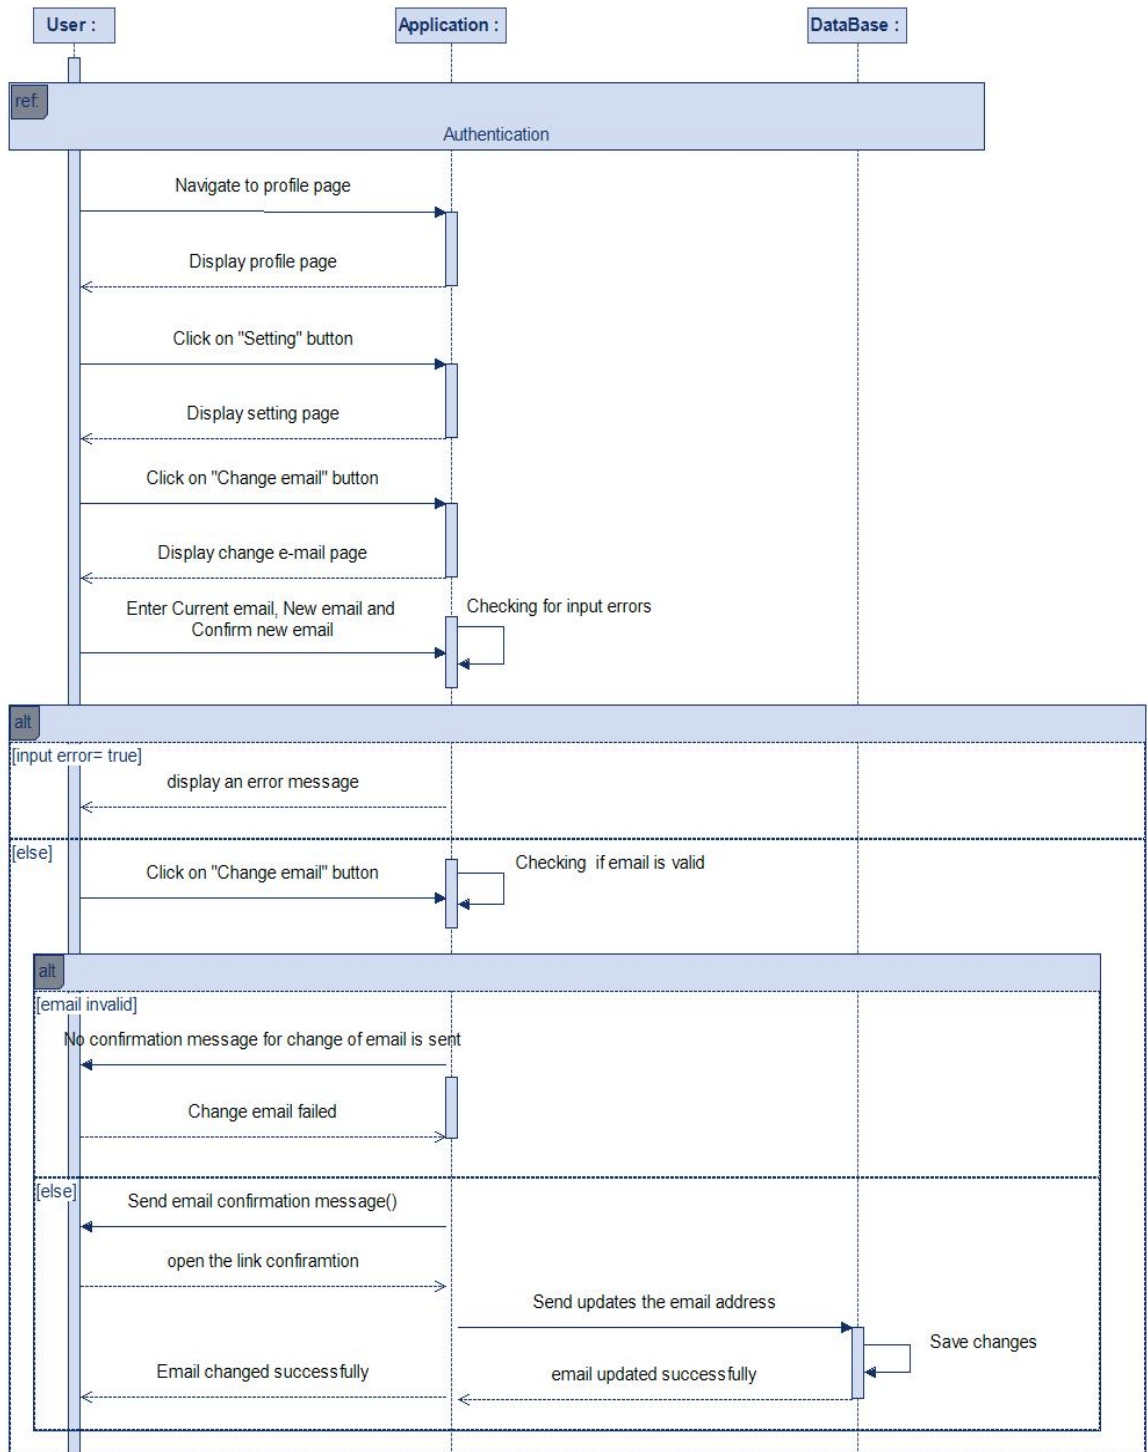 User :
Application :
DataBase :
ref:
Authentication
Navigate to profile page
Display profile page
Click on "Setting" button
Display setting page
Click on "Change email" button
Display change e-mail page
Enter Current email, New email and
Confirm new email
Checking for input errors
alt
[input error= true]
display an error message
[else]
Click on "Change email" button
Checking if email is valid
alt
[email invalid]
No confirmation message for change of email is sent
Change email failed
[else]
Send email confirmation message()
open the link confiramtion
Send updates the email address
Save changes
Email changed successfully
email updated successfully